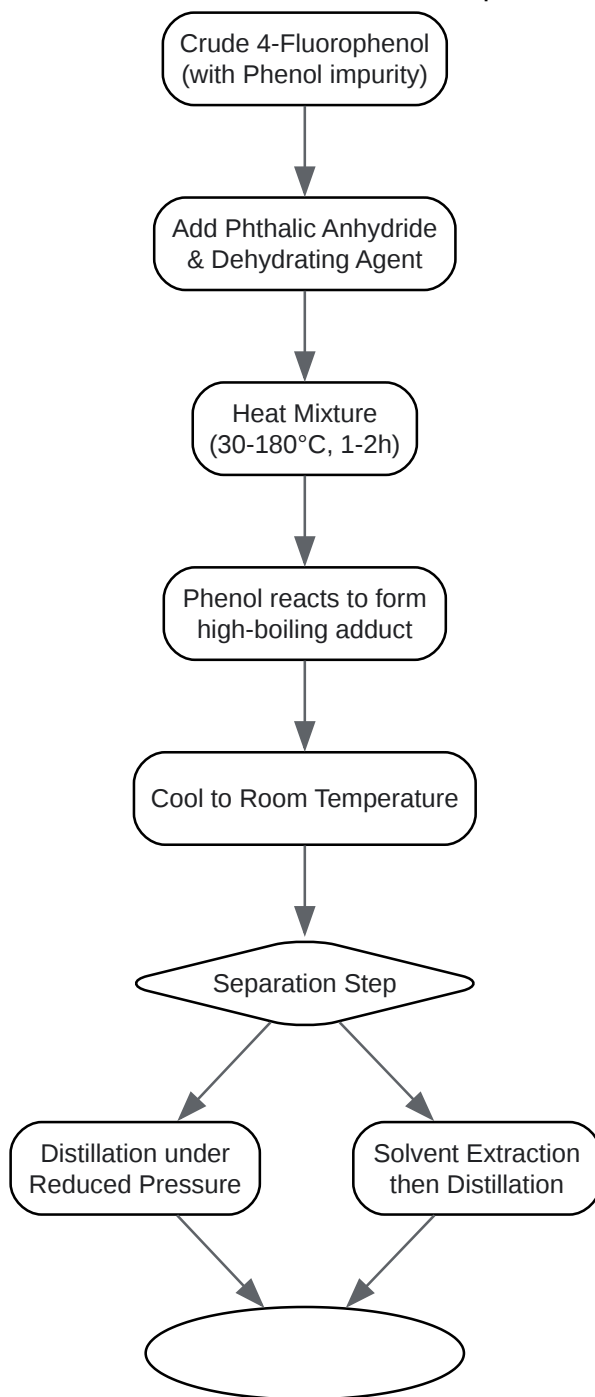 Crude 4-Fluorophenol
(with Phenol impurity)
Add Phthalic Anhydride
& Dehydrating Agent
Heat Mixture
(30-180°C, 1-2h)
Phenol reacts to form
high-boiling adduct
Cool to Room Temperature
Separation Step
Distillation under
Reduced Pressure
Solvent Extraction
then Distillation